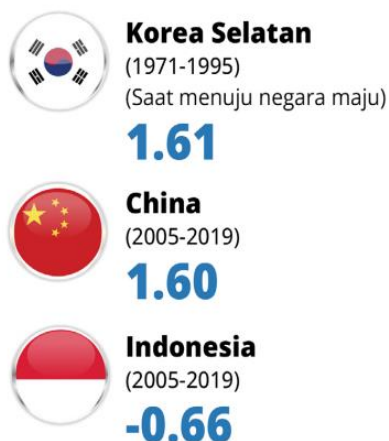 Korea Selatan
(1971-1995)
(Saat menuju negara maju)
1.61
China
(2005-2019)
1.60
Indonesia
(2005-2019)
-0.66